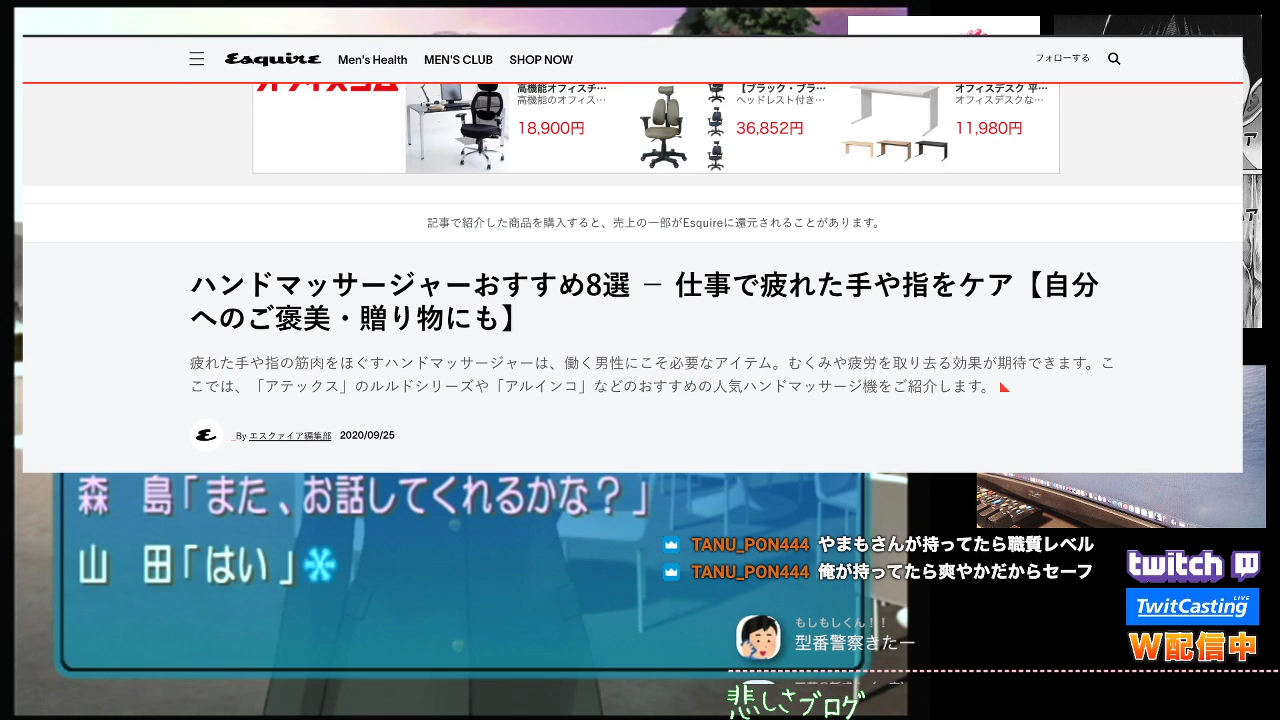 Esquire Men's Health MEN'S CLUB SHOP NOW フォローする
オフィスコム
高機能オフィスチ…
高機能のオフィス…
18,900円
【ブラック・ブラ…
ヘッドレスト付き…
36,852円
オフィスデスク 平…
オフィスデスクな…
11,980円
記事で紹介した商品を購入すると、売上の一部がEsquireに還元されることがあります。
ハンドマッサージャーおすすめ8選 － 仕事で疲れた手や指をケア【自分
へのご褒美・贈り物にも】
疲れた手や指の筋肉をほぐすハンドマッサージャーは、働く男性にこそ必要なアイテム。むくみや疲労を取り去る効果が期待できます。こ
こでは、「アテックス」のルルドシリーズや「アルインコ」などのおすすめの人気ハンドマッサージ機をご紹介します。
By エスクァイア編集部 2020/09/25
森　島「また、お話してくれるかな？」
山　田「はい」
TANU_PON444 やまもさんが持ってたら職質レベル
TANU_PON444 俺が持ってたら爽やかだからセーフ
もしもしくん！！
型番警察きたー
twitch
TwitCasting LIVE
W配信中
悲しさブログ